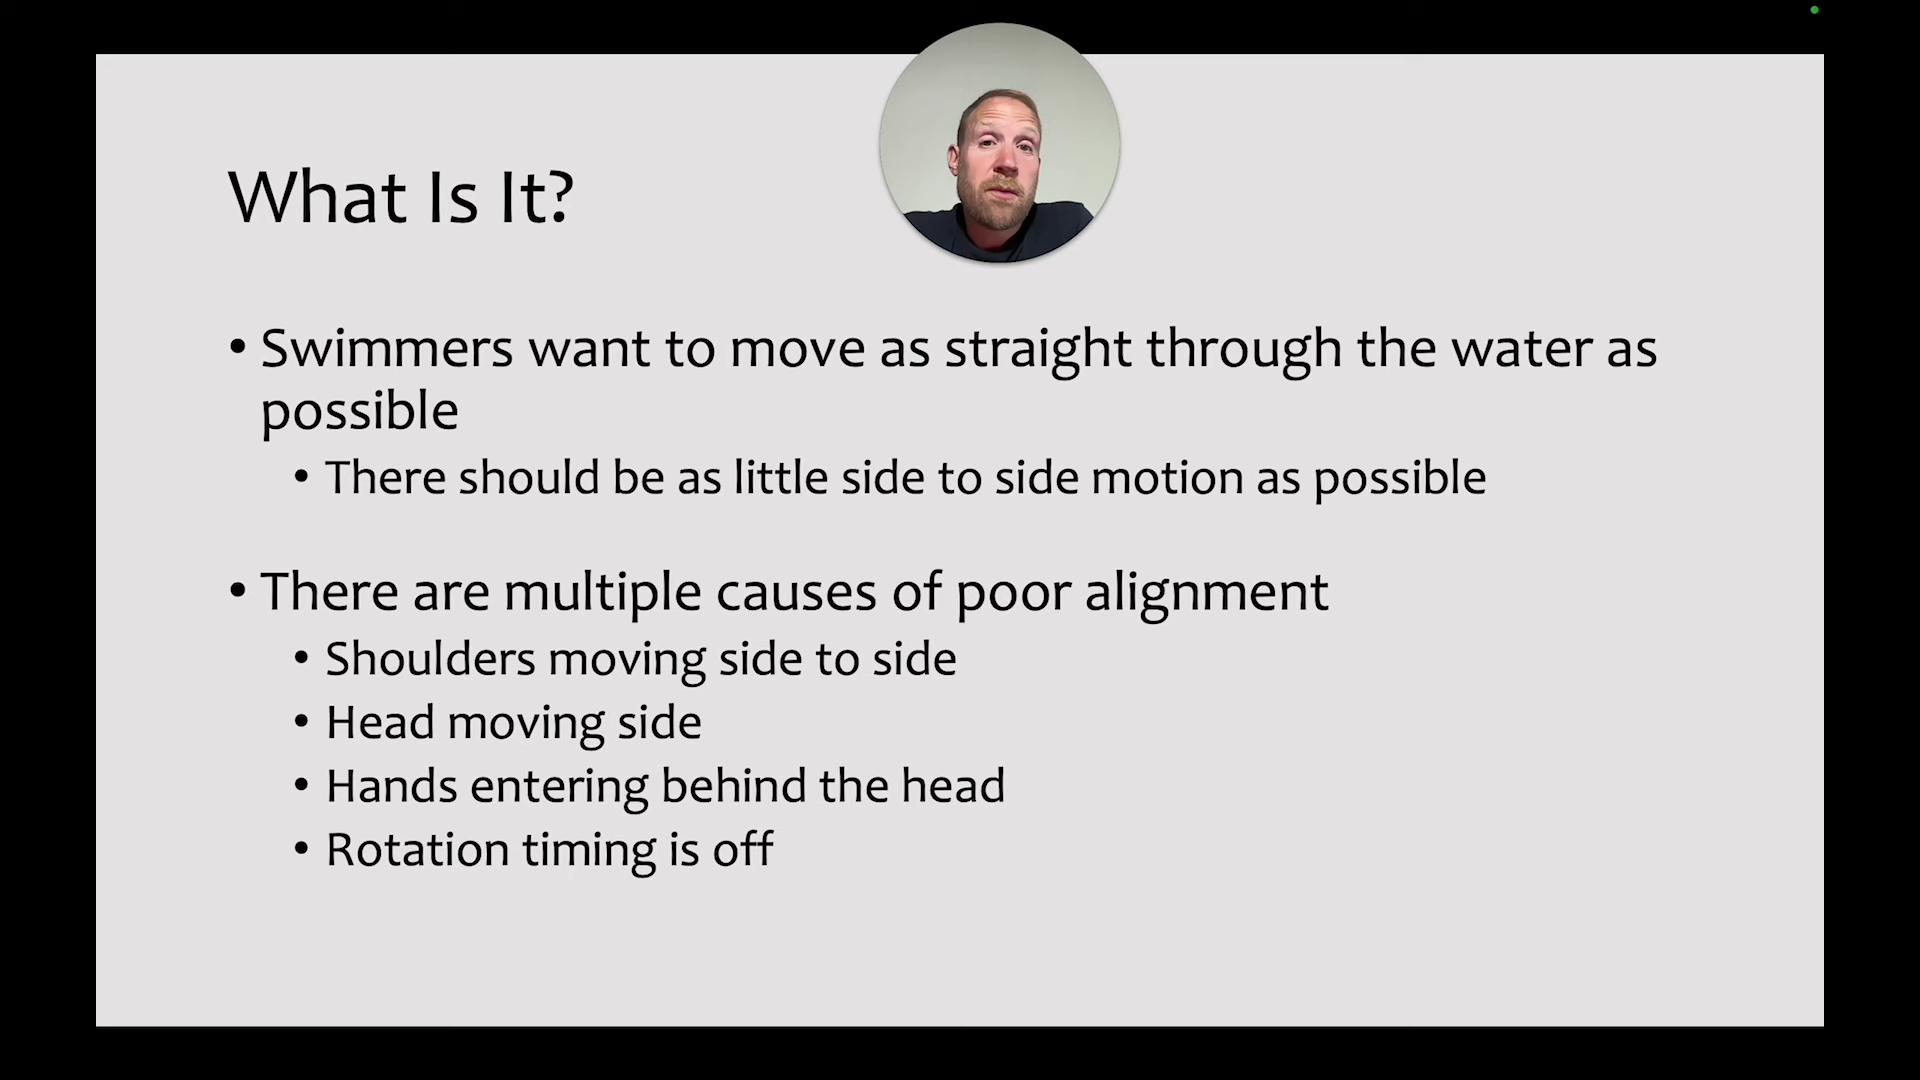 What Is It?
• Swimmers want to move as straight through the water as
possible
• There should be as little side to side motion as possible
• There are multiple causes of poor alignment
• Shoulders moving side to side
• Head moving side
• Hands entering behind the head
• Rotation timing is off